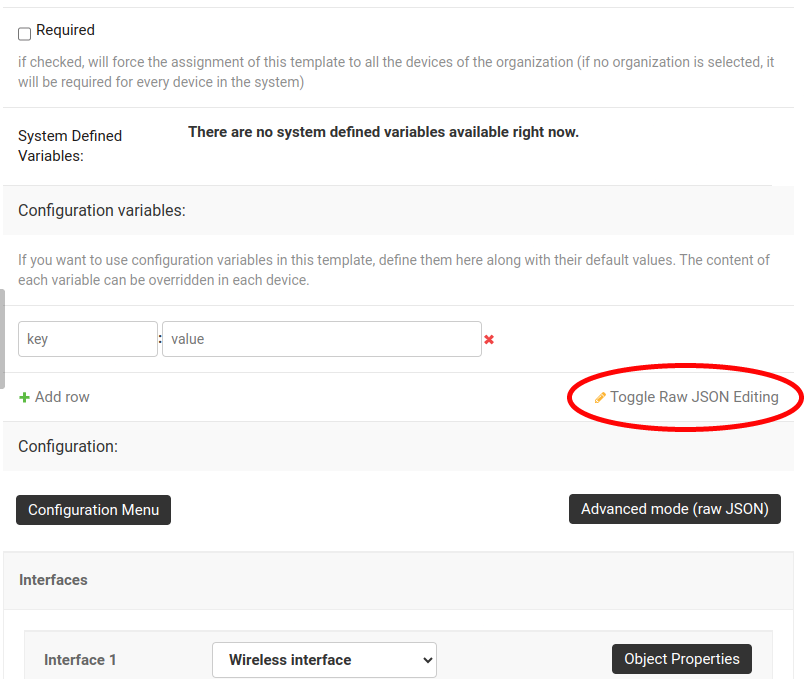 Required
if checked, will force the assignment of this template to all the devices of the organization (if no organization is selected, it
will be required for every device in the system)
System Defined
Variables:
There are no system defined variables available right now.
Configuration variables:
If you want to use configuration variables in this template, define them here along with their default values. The content of
each variable can be overridden in each device.
key : value
Add row
Toggle Raw JSON Editing
Configuration:
Configuration Menu
Advanced mode (raw JSON)
Interfaces
Interface 1
Wireless interface
Object Properties